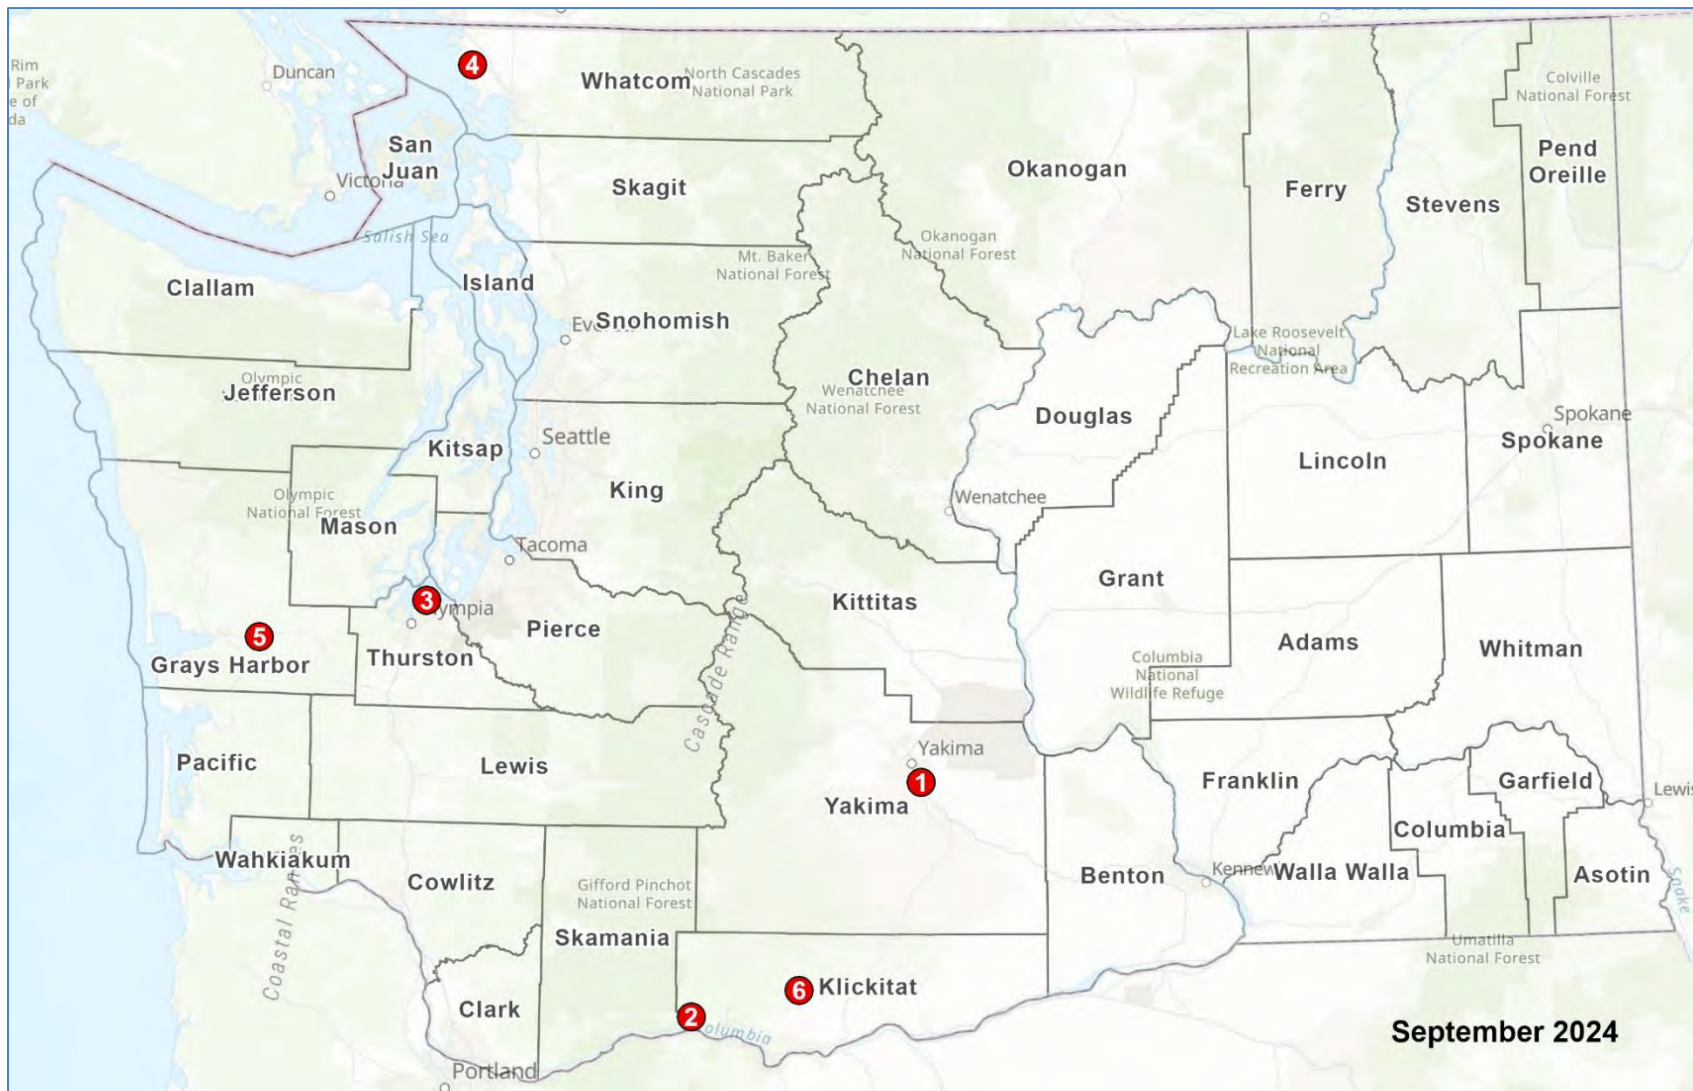 Rim
Park
e of
da
Duncan
4
Whatcom
North Cascades
National Park
San
Juan
Victoria
Skagit
Okanogan
Ferry
Stevens
Colville
National Forest
Pend
Oreille
Salish Sea
Clallam
Island
Mt. Baker
National Forest
Okanogan
National Forest
Snohomish
Olympic
Jefferson
Chelan
Wenatchee
National Forest
Lake Roosevelt
National
Recreation Area
Douglas
Spokane
Spokane
Kitsap
Seattle
Lincoln
King
Olympic
National Forest
Mason
Wenatchee
Tacoma
Grant
3
ympia
Kittitas
5
Grays Harbor
Thurston
Pierce
Cascade Range
Adams
Whitman
Columbia
National
Wildlife Refuge
Pacific
Lewis
Yakima
1
Yakima
Franklin
Garfield
Lewis
Columbia
Wahkiakum
Coastal Ranges
Cowlitz
Gifford Pinchot
National Forest
Benton
Kennew
Walla Walla
Asotin
Snake
Skamania
Umatilla
National Forest
6
Klickitat
Clark
2
olumbia
September 2024
Portland